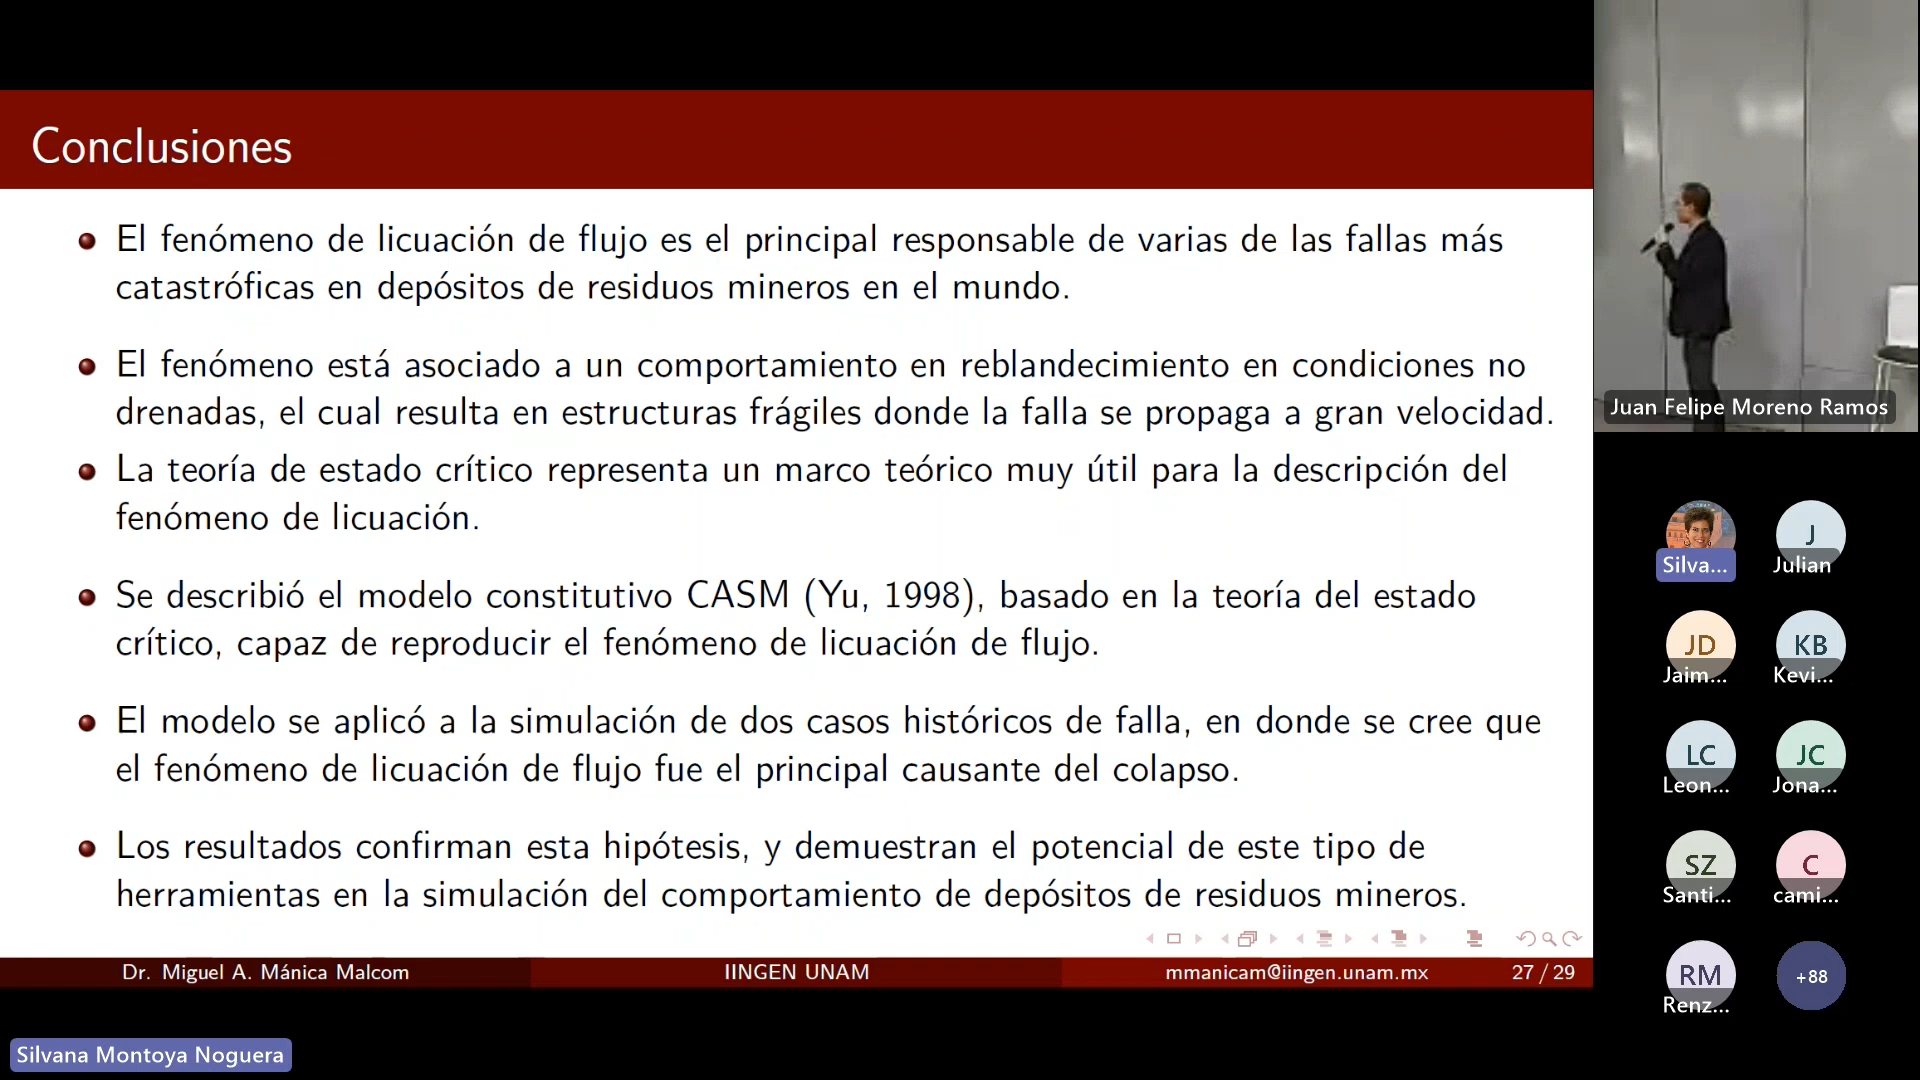 Conclusiones
El fenómeno de licuación de flujo es el principal responsable de varias de las fallas más
catastróficas en depósitos de residuos mineros en el mundo.
El fenómeno está asociado a un comportamiento en reblandecimiento en condiciones no
drenadas, el cual resulta en estructuras frágiles donde la falla se propaga a gran velocidad.
La teoría de estado crítico representa un marco teórico muy útil para la descripción del
fenómeno de licuación.
Se describió el modelo constitutivo CASM (Yu, 1998), basado en la teoría del estado
crítico, capaz de reproducir el fenómeno de licuación de flujo.
El modelo se aplicó a la simulación de dos casos históricos de falla, en donde se cree que
el fenómeno de licuación de flujo fue el principal causante del colapso.
Los resultados confirman esta hipótesis, y demuestran el potencial de este tipo de
herramientas en la simulación del comportamiento de depósitos de residuos mineros.
Dr. Miguel A. Mánica Malcom IINGEN UNAM mmanicam@iingen.unam.mx 27 / 29
Silvana Montoya Noguera
Juan Felipe Moreno Ramos
Silva... J Julian
JD KB
Jaim... Kevi...
LC JC
Leon... Jona...
SZ C
Santi... cami...
RM +88
Renz...